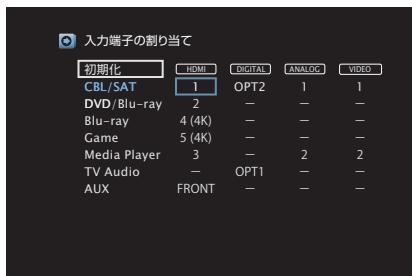 入力端子の割り当て
初期化 HDMI DIGITAL ANALOG VIDEO
CBL/SAT 1 OPT2 1 1
DVD/Blu-ray 2 — — —
Blu-ray 4 (4K) — — —
Game 5 (4K) — — —
Media Player 3 — 2 2
TV Audio — OPT1 — —
AUX FRONT — — —